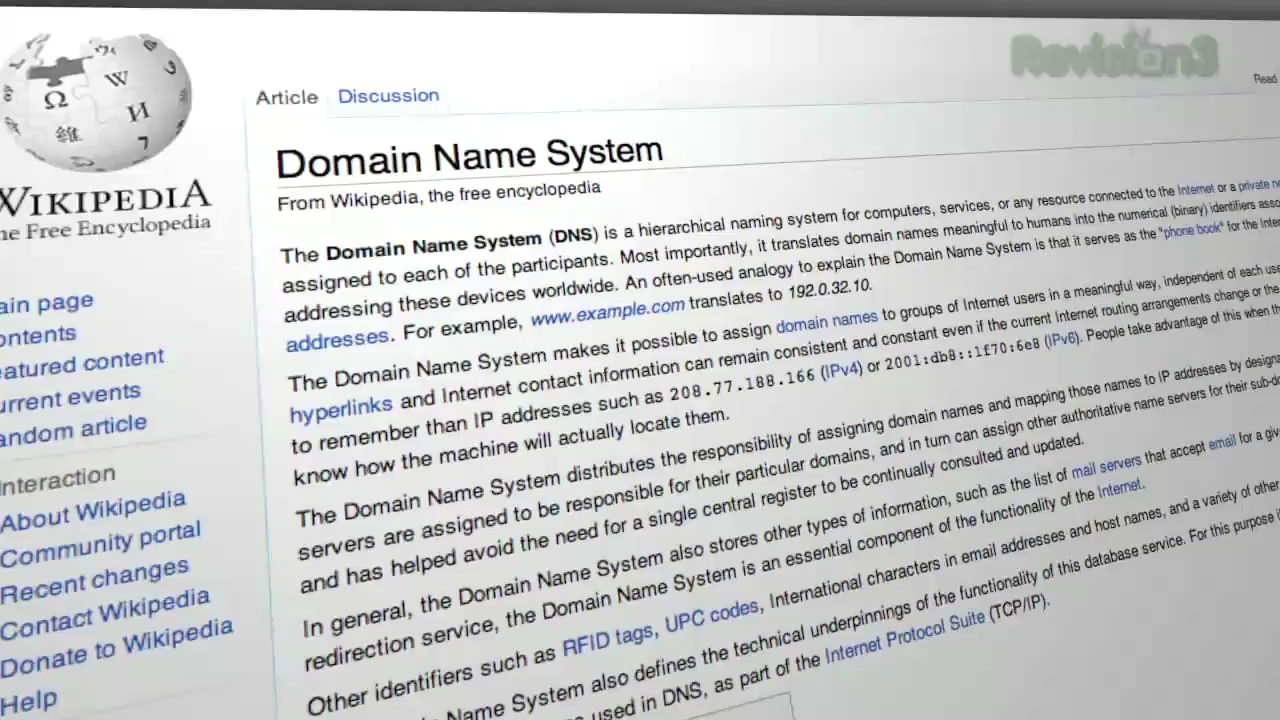 Revision3
Ω
W
И
維
7
WIKIPEDIA
he Free Encyclopedia
ain page
ontents
eatured content
urrent events
andom article
Interaction
About Wikipedia
Community portal
Recent changes
Contact Wikipedia
Donate to Wikipedia
Help
Article Discussion
Read
Domain Name System
From Wikipedia, the free encyclopedia
The Domain Name System (DNS) is a hierarchical naming system for computers, services, or any resource connected to the Internet or a private ne
assigned to each of the participants. Most importantly, it translates domain names meaningful to humans into the numerical (binary) identifiers asso
addressing these devices worldwide. An often-used analogy to explain the Domain Name System is that it serves as the "phone book" for the Inte
addresses. For example, www.example.com translates to 192.0.32.10.
The Domain Name System makes it possible to assign domain names to groups of Internet users in a meaningful way, independent of each use
hyperlinks and Internet contact information can remain consistent and constant even if the current Internet routing arrangements change or the
to remember than IP addresses such as 208.77.188.166 (IPv4) or 2001:db8::1f70:6e8 (IPv6). People take advantage of this when th
know how the machine will actually locate them.
The Domain Name System distributes the responsibility of assigning domain names and mapping those names to IP addresses by designa
servers are assigned to be responsible for their particular domains, and in turn can assign other authoritative name servers for their sub-do
and has helped avoid the need for a single central register to be continually consulted and updated.
In general, the Domain Name System also stores other types of information, such as the list of mail servers that accept email for a give
redirection service, the Domain Name System is an essential component of the functionality of the Internet.
Other identifiers such as RFID tags, UPC codes, International characters in email addresses and host names, and a variety of other
Name System also defines the technical underpinnings of the functionality of this database service. For this purpose i
used in DNS, as part of the Internet Protocol Suite (TCP/IP).